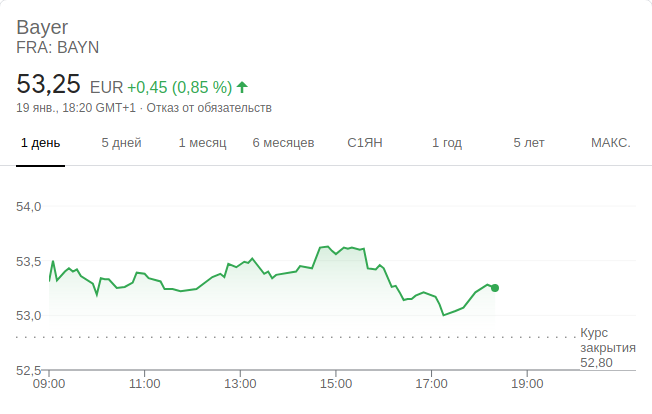 Bayer
FRA: BAYN
53,25 EUR +0,45 (0,85 %)
19 янв., 18:20 GMT+1 · Отказ от обязательств
1 день 5 дней 1 месяц 6 месяцев С1ЯН 1 год 5 лет МАКС.
54,0
53,5
53,0
Курс
закрытия
52,80
52,5
09:00 11:00 13:00 15:00 17:00 19:00